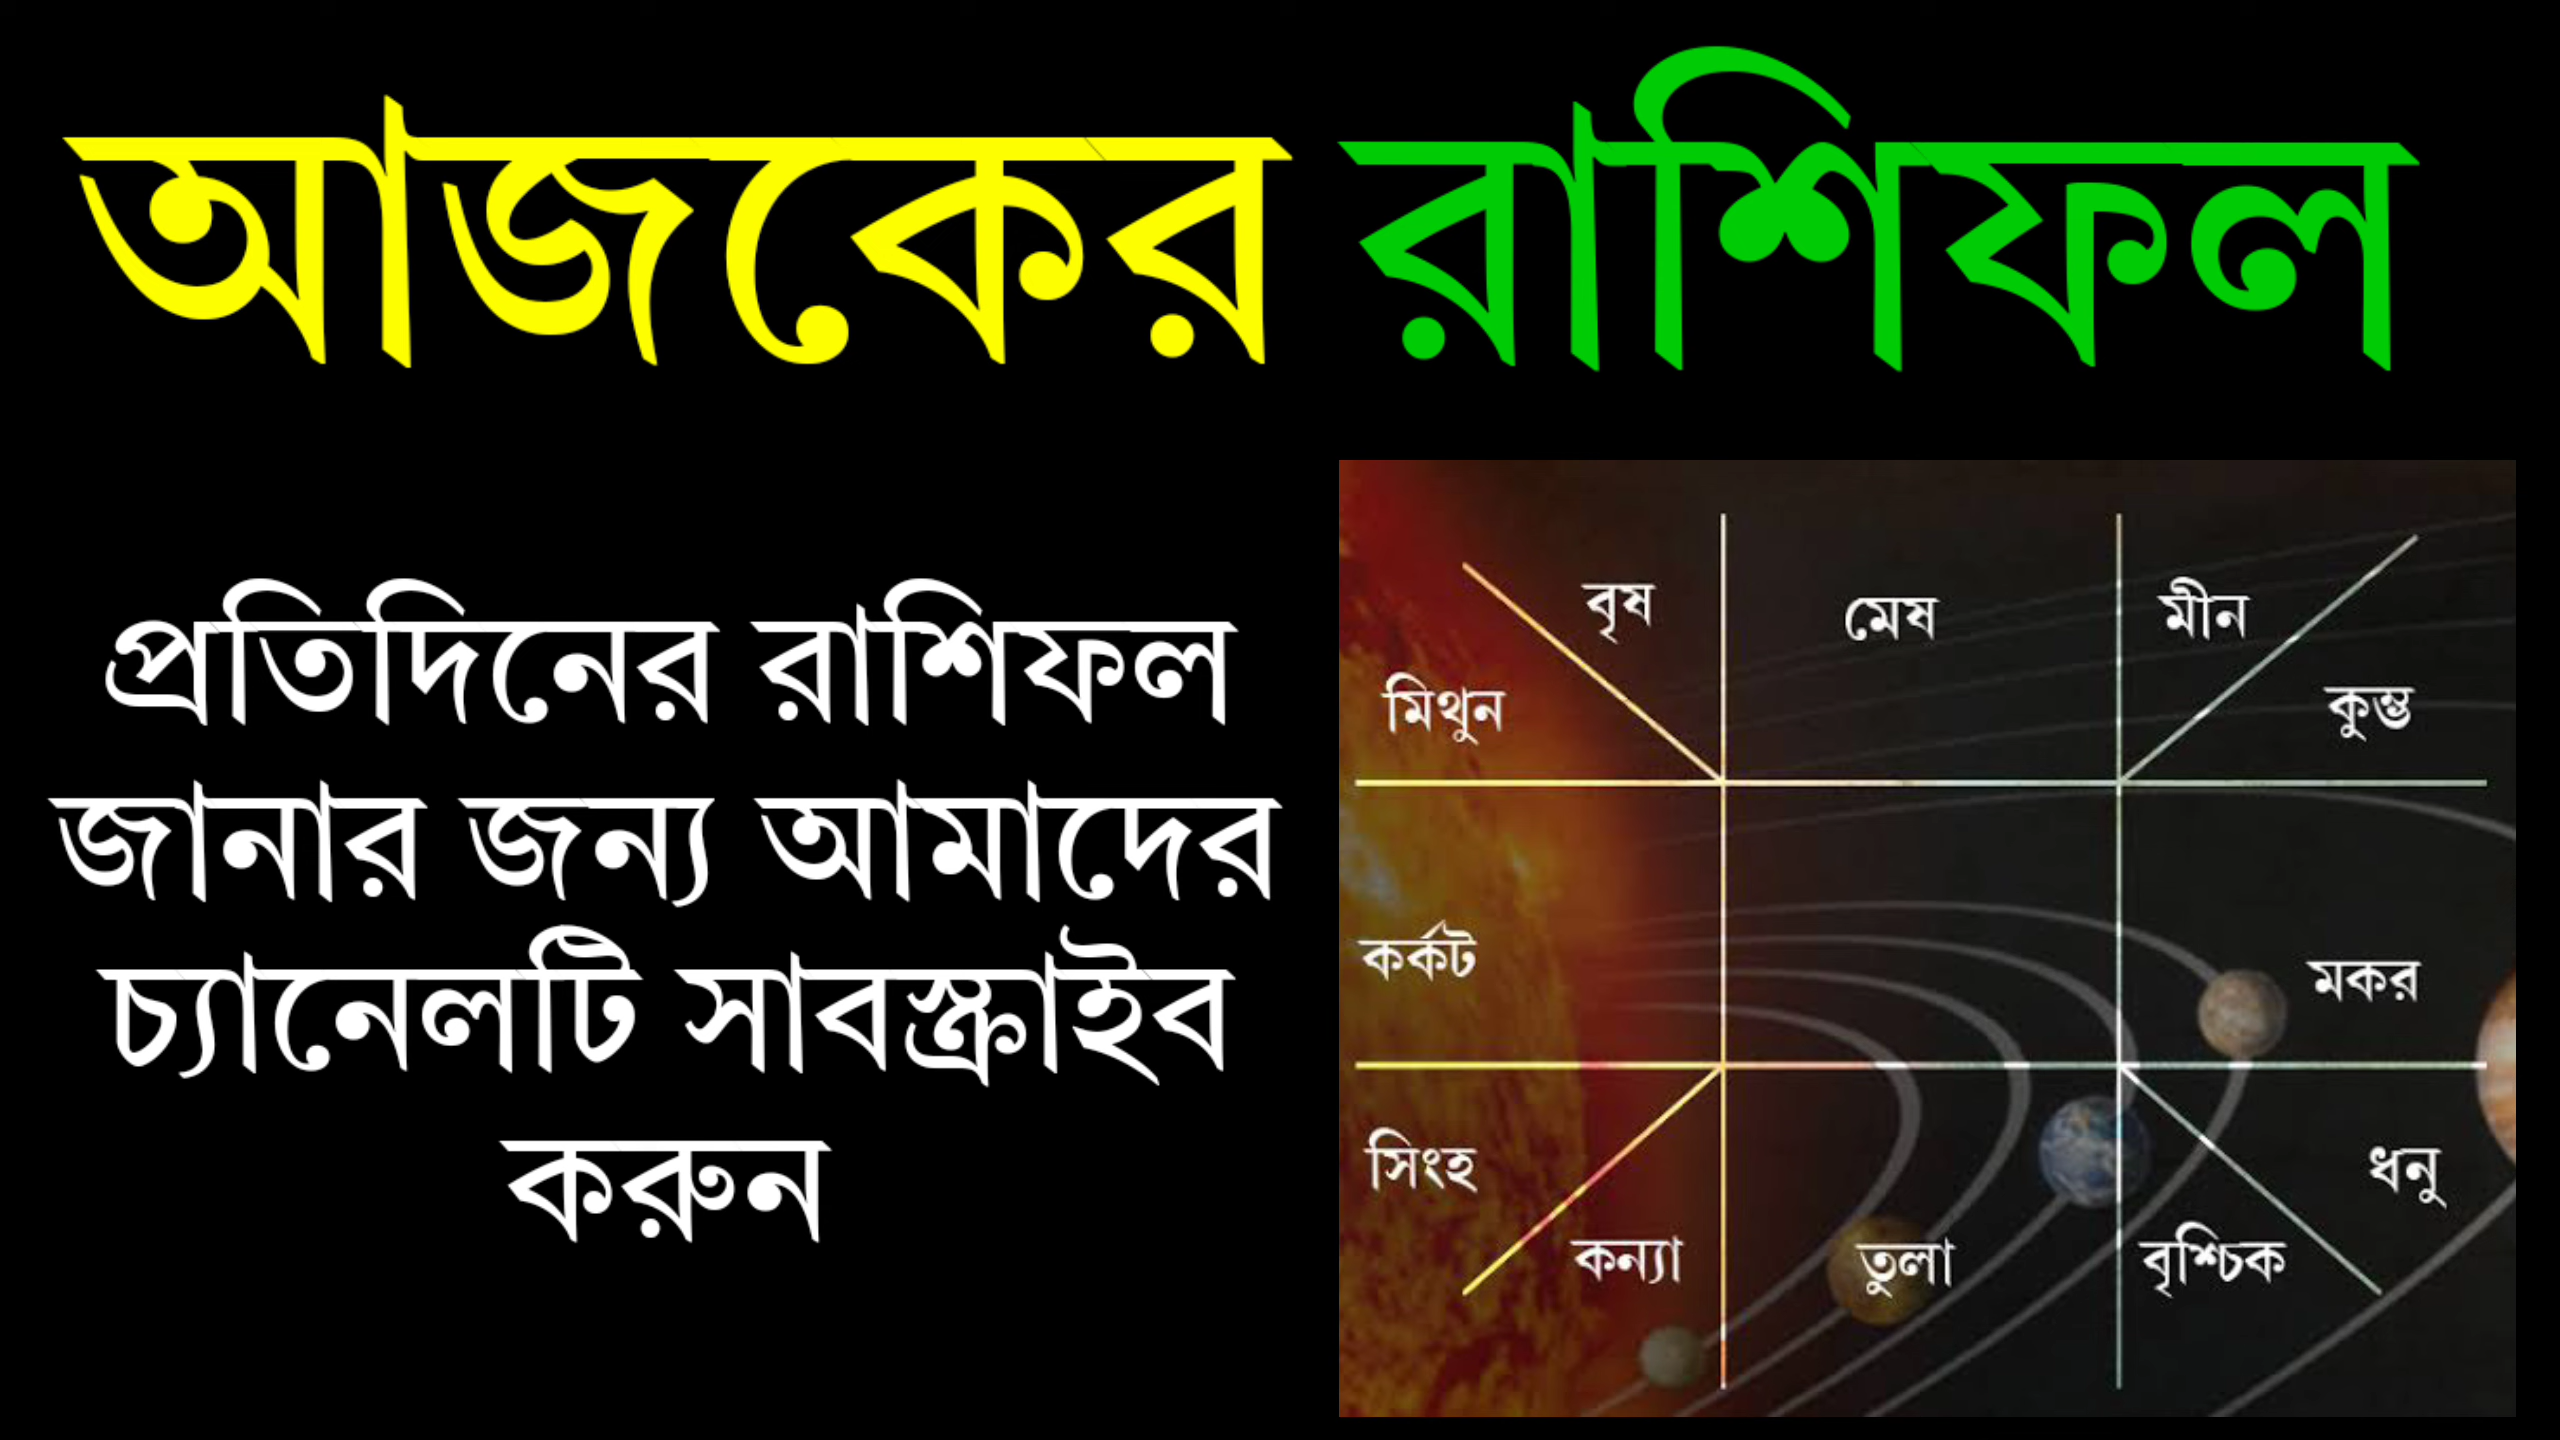 আজকের রাশিফল
প্রতিদিনের রাশিফল
জানার জন্য আমাদের
চ্যানেলটি সাবস্ক্রাইব
করুন
বৃষ
মেষ
মীন
মিথুন
কুম্ভ
কর্কট
মকর
সিংহ
ধনু
কন্যা
তুলা
বৃশ্চিক